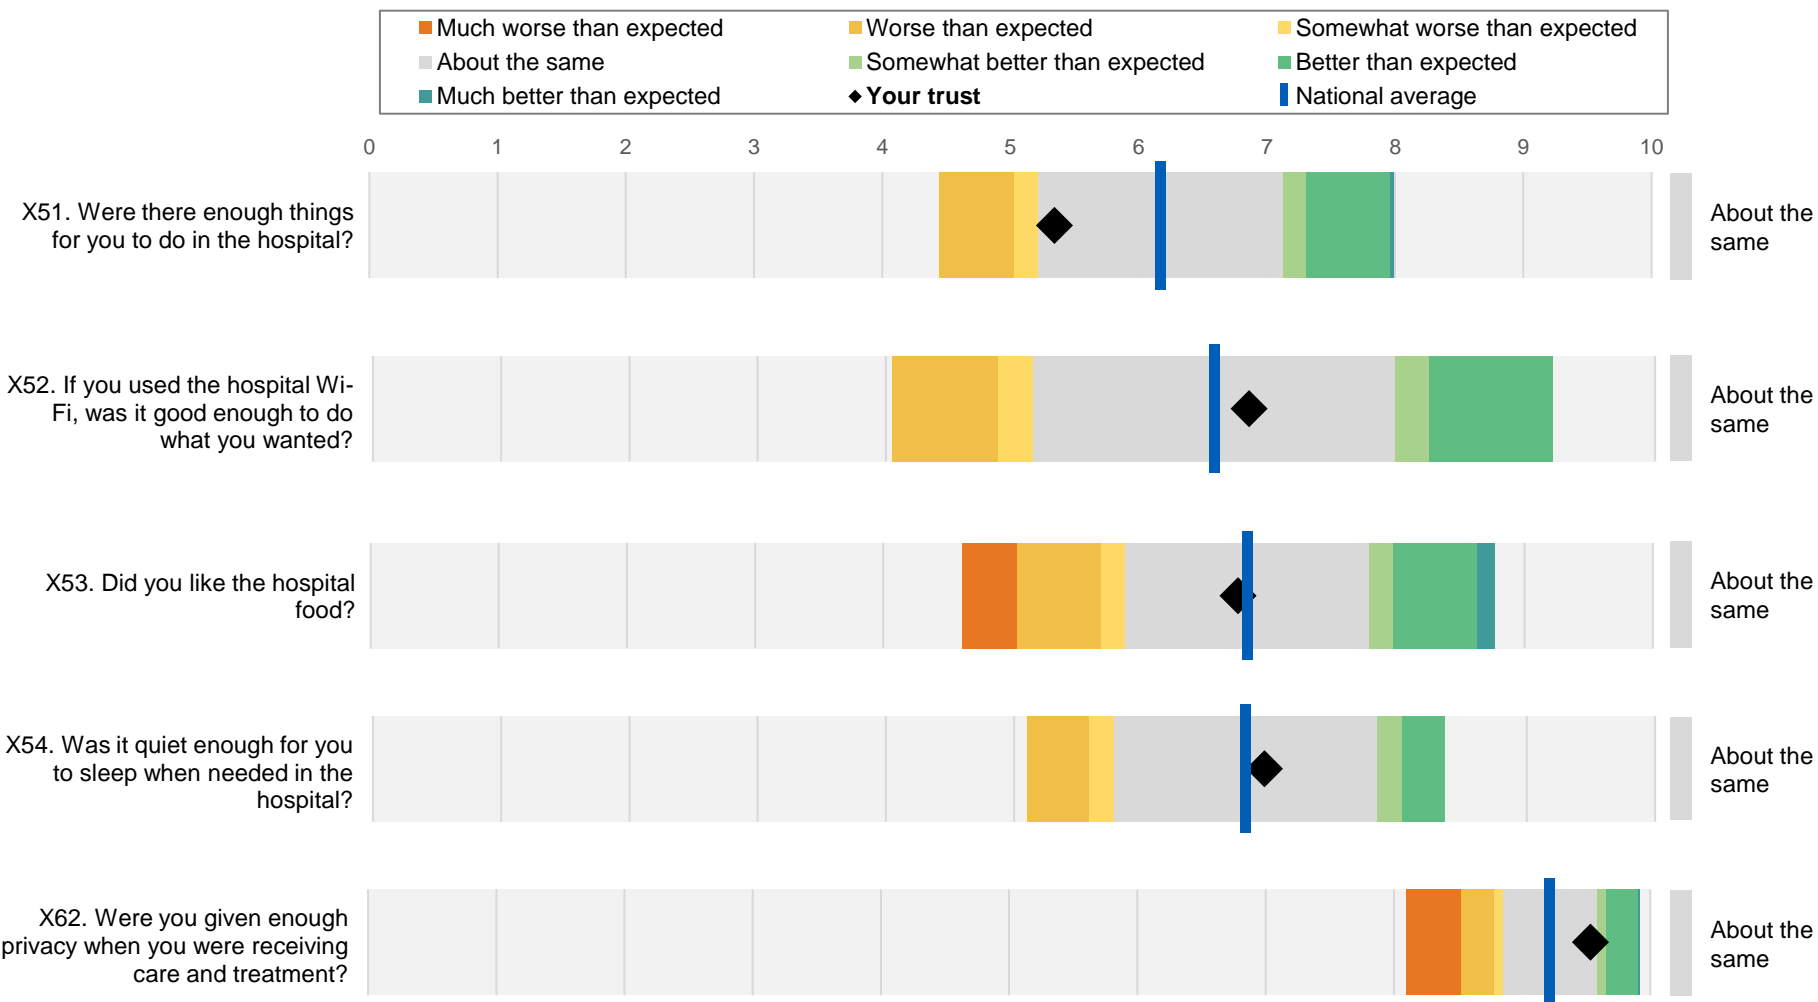 Much worse than expected
Worse than expected
Somewhat worse than expected
About the same
Somewhat better than expected
Better than expected
Much better than expected
Your trust
National average
0 1 2 3 4 5 6 7 8 9 10
X51. Were there enough things
for you to do in the hospital?
About the
same
X52. If you used the hospital Wi-
Fi, was it good enough to do
what you wanted?
About the
same
X53. Did you like the hospital
food?
About the
same
X54. Was it quiet enough for you
to sleep when needed in the
hospital?
About the
same
X62. Were you given enough
privacy when you were receiving
care and treatment?
About the
same